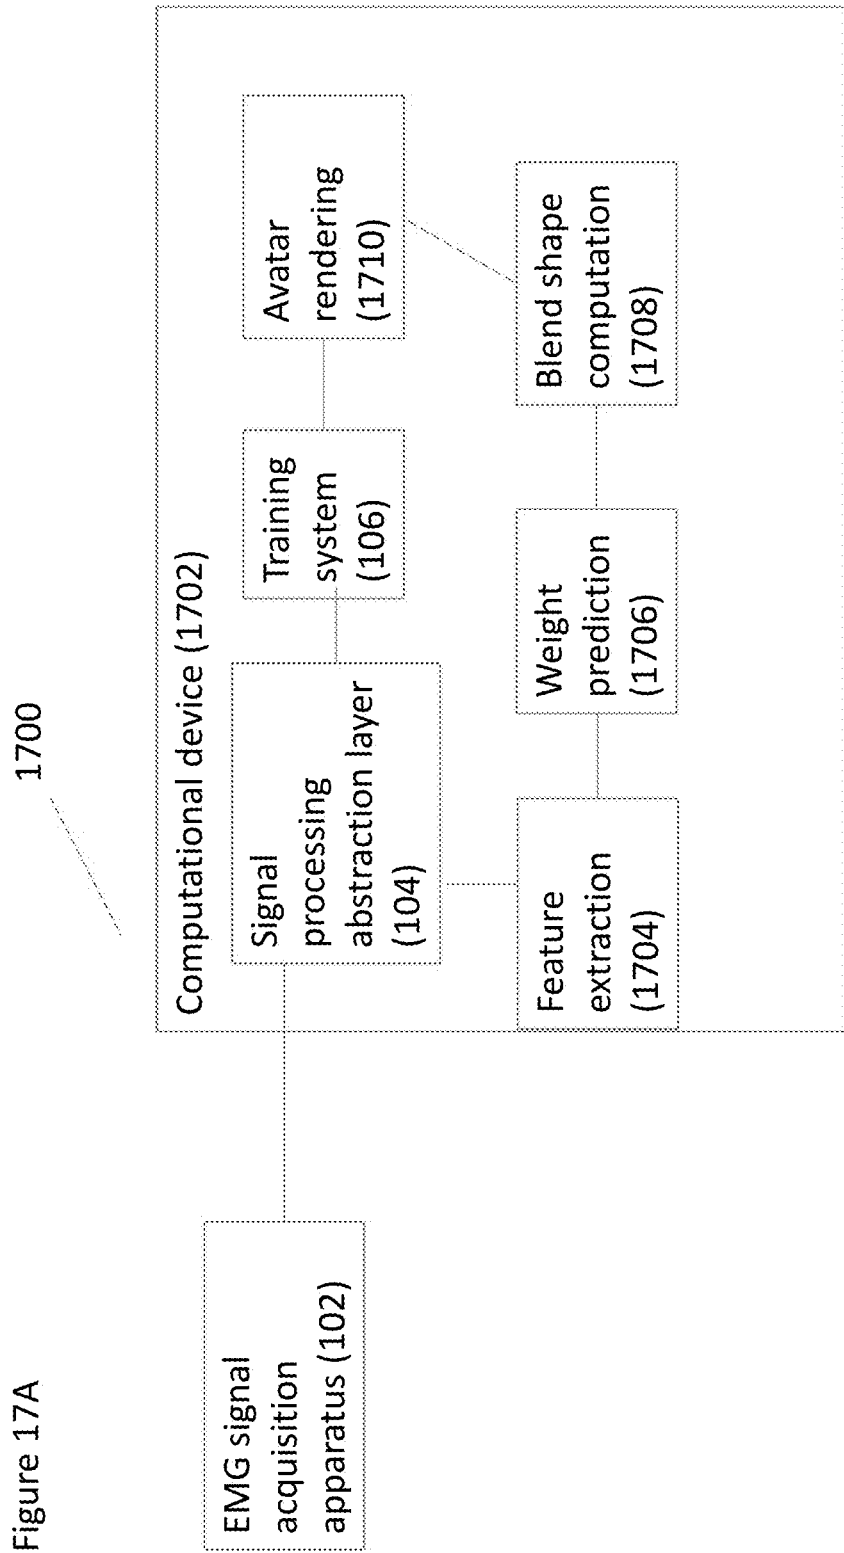 Figure 17A
1700
EMG signal
acquisition
apparatus (102)
Computational device (1702)
Signal
processing
abstraction layer
(104)
Training
system
(106)
Avatar
rendering
(1710)
Feature
extraction
(1704)
Weight
prediction
(1706)
Blend shape
computation
(1708)